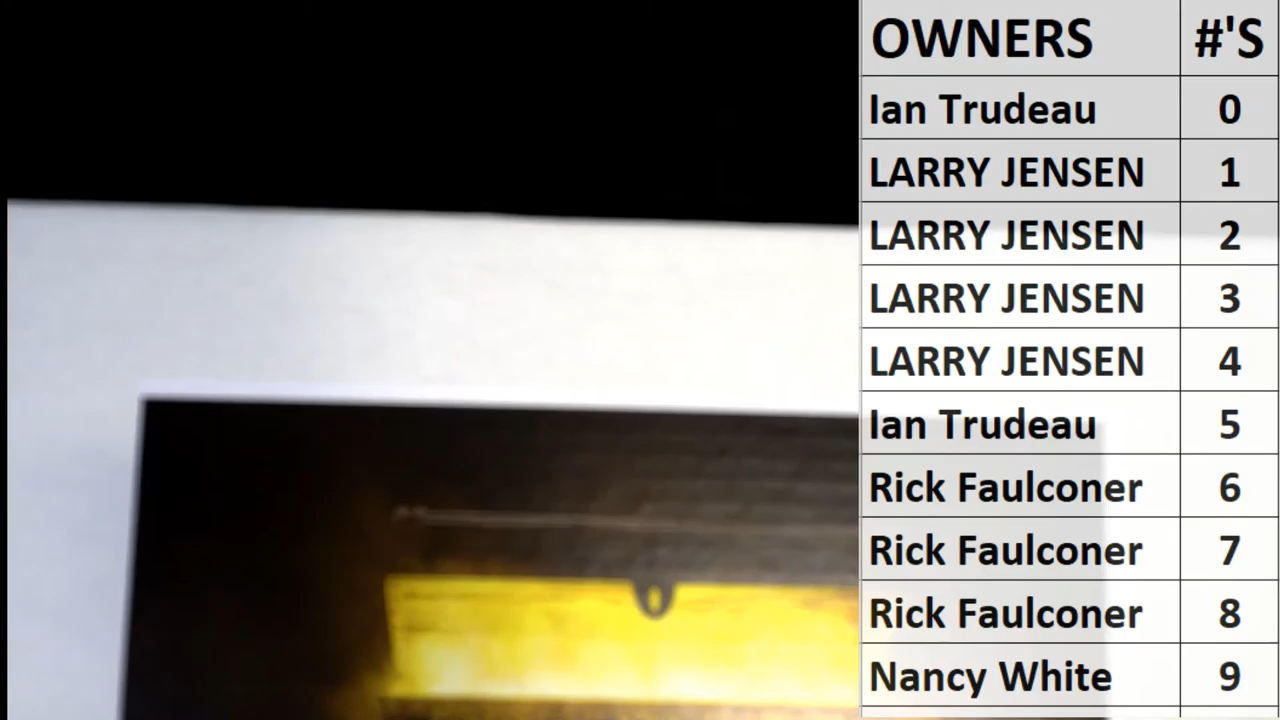 OWNERS #'S
Ian Trudeau 0
LARRY JENSEN 1
LARRY JENSEN 2
LARRY JENSEN 3
LARRY JENSEN 4
Ian Trudeau 5
Rick Faulconer 6
Rick Faulconer 7
Rick Faulconer 8
Nancy White 9